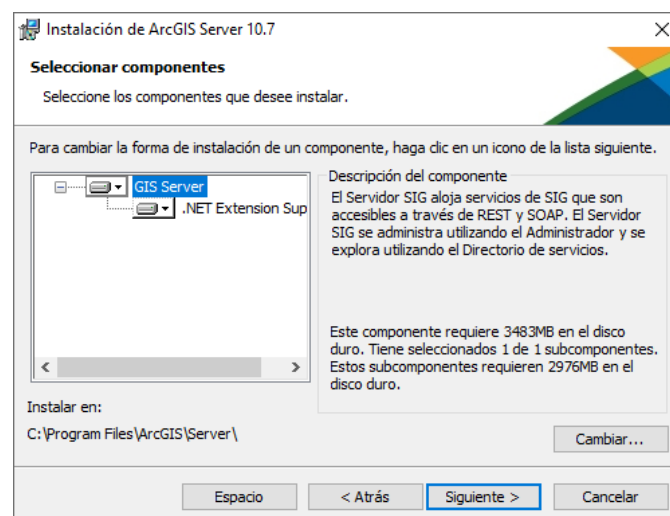 Instalación de ArcGIS Server 10.7
Seleccionar componentes
Seleccione los componentes que desee instalar.
Para cambiar la forma de instalación de un componente, haga clic en un icono de la lista siguiente.
GIS Server
.NET Extension Sup
Descripción del componente
El Servidor SIG aloja servicios de SIG que son
accesibles a través de REST y SOAP. El Servidor
SIG se administra utilizando el Administrador y se
explora utilizando el Directorio de servicios.
Este componente requiere 3483MB en el disco
duro. Tiene seleccionados 1 de 1 subcomponentes.
Estos subcomponentes requieren 2976MB en el
disco duro.
Instalar en:
C:\Program Files\ArcGIS\Server\
Cambiar...
Espacio < Atrás Siguiente > Cancelar